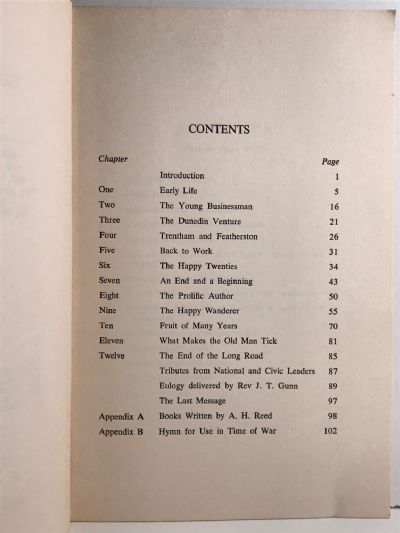 CONTENTS
Chapter Page
Introduction 1
One Early Life 5
Two The Young Businessman 16
Three The Dunedin Venture 21
Four Trentham and Featherston 26
Five Back to Work 31
Six The Happy Twenties 34
Seven An End and a Beginning 43
Eight The Prolific Author 50
Nine The Happy Wanderer 55
Ten Fruit of Many Years 70
Eleven What Makes the Old Man Tick 81
Twelve The End of the Long Road 85
Tributes from National and Civic Leaders 87
Eulogy delivered by Rev J. T. Gunn 89
The Last Message 97
Appendix A Books Written by A. H. Reed 98
Appendix B Hymn for Use in Time of War 102